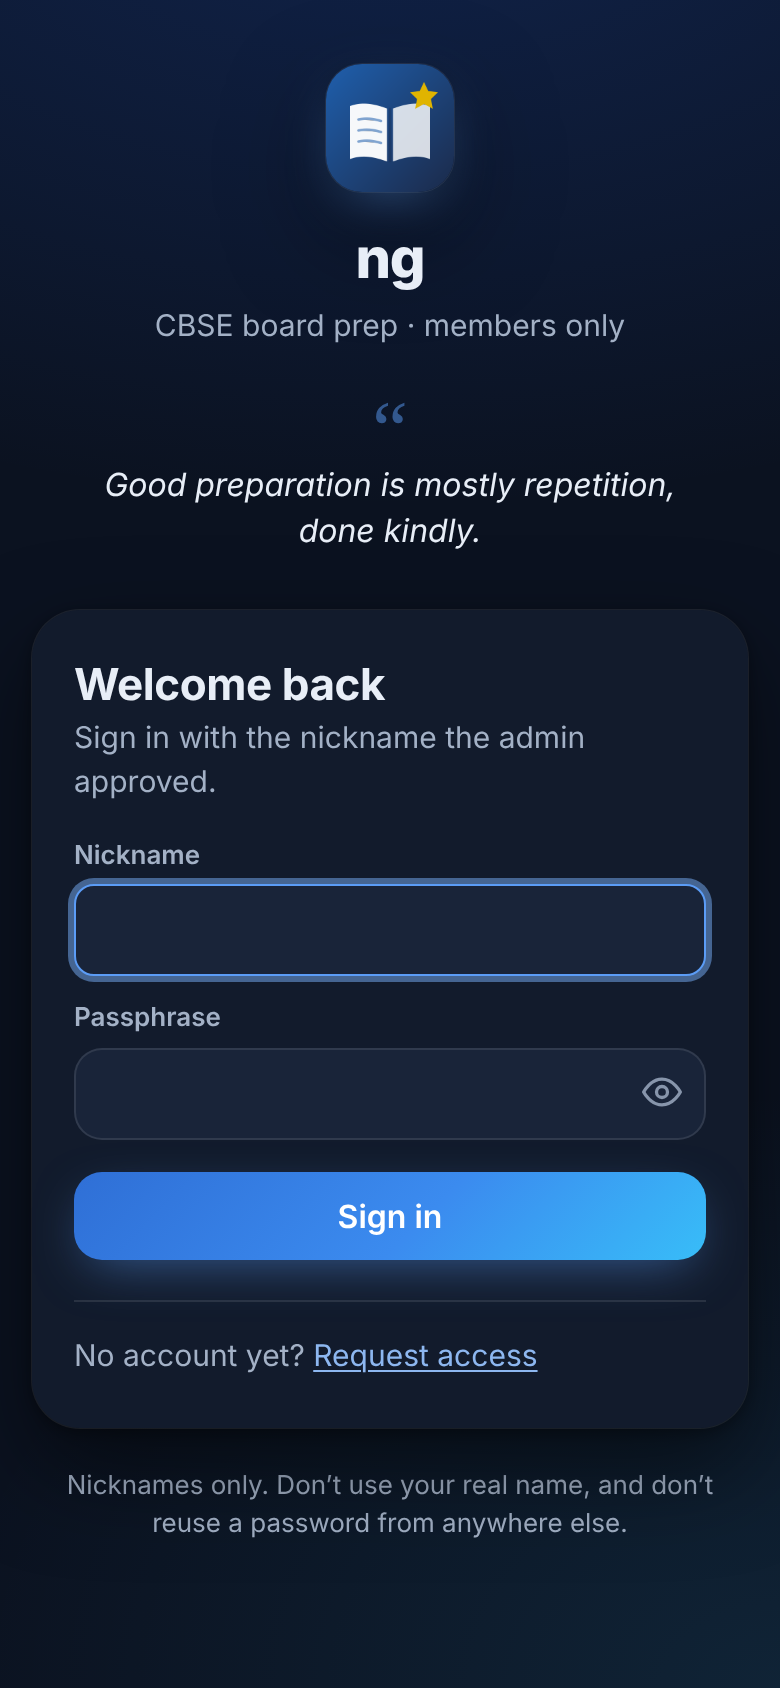 ng
CBSE board prep · members only
“
Good preparation is mostly repetition,
done kindly.
Welcome back
Sign in with the nickname the admin
approved.
Nickname
Passphrase
Sign in
No account yet? Request access
Nicknames only. Don’t use your real name, and don’t
reuse a password from anywhere else.